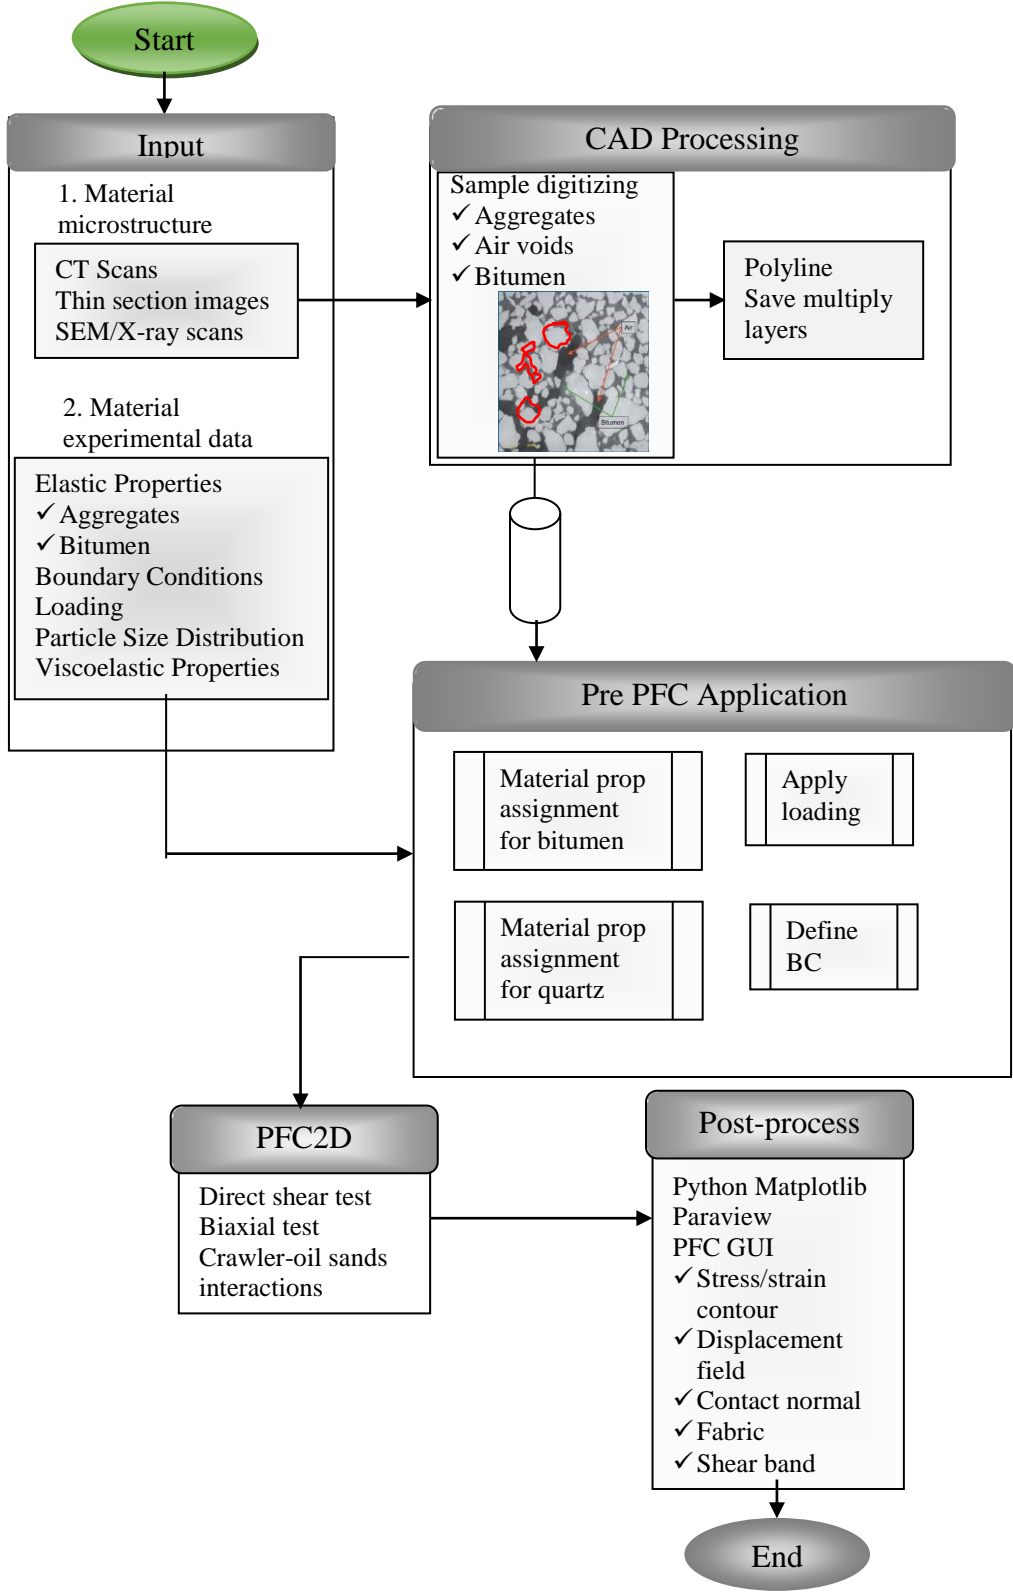 Start
Input
1. Material
microstructure
CT Scans
Thin section images
SEM/X-ray scans
2. Material
experimental data
Elastic Properties
✓ Aggregates
✓ Bitumen
Boundary Conditions
Loading
Particle Size Distribution
Viscoelastic Properties
CAD Processing
Sample digitizing
✓ Aggregates
✓ Air voids
✓ Bitumen
Air
Bitumen
Polyline
Save multiply
layers
Pre PFC Application
Material prop
assignment
for bitumen
Apply
loading
Material prop
assignment
for quartz
Define
BC
PFC2D
Direct shear test
Biaxial test
Crawler-oil sands
interactions
Post-process
Python Matplotlib
Paraview
PFC GUI
✓ Stress/strain
contour
✓ Displacement
field
✓ Contact normal
✓ Fabric
✓ Shear band
End